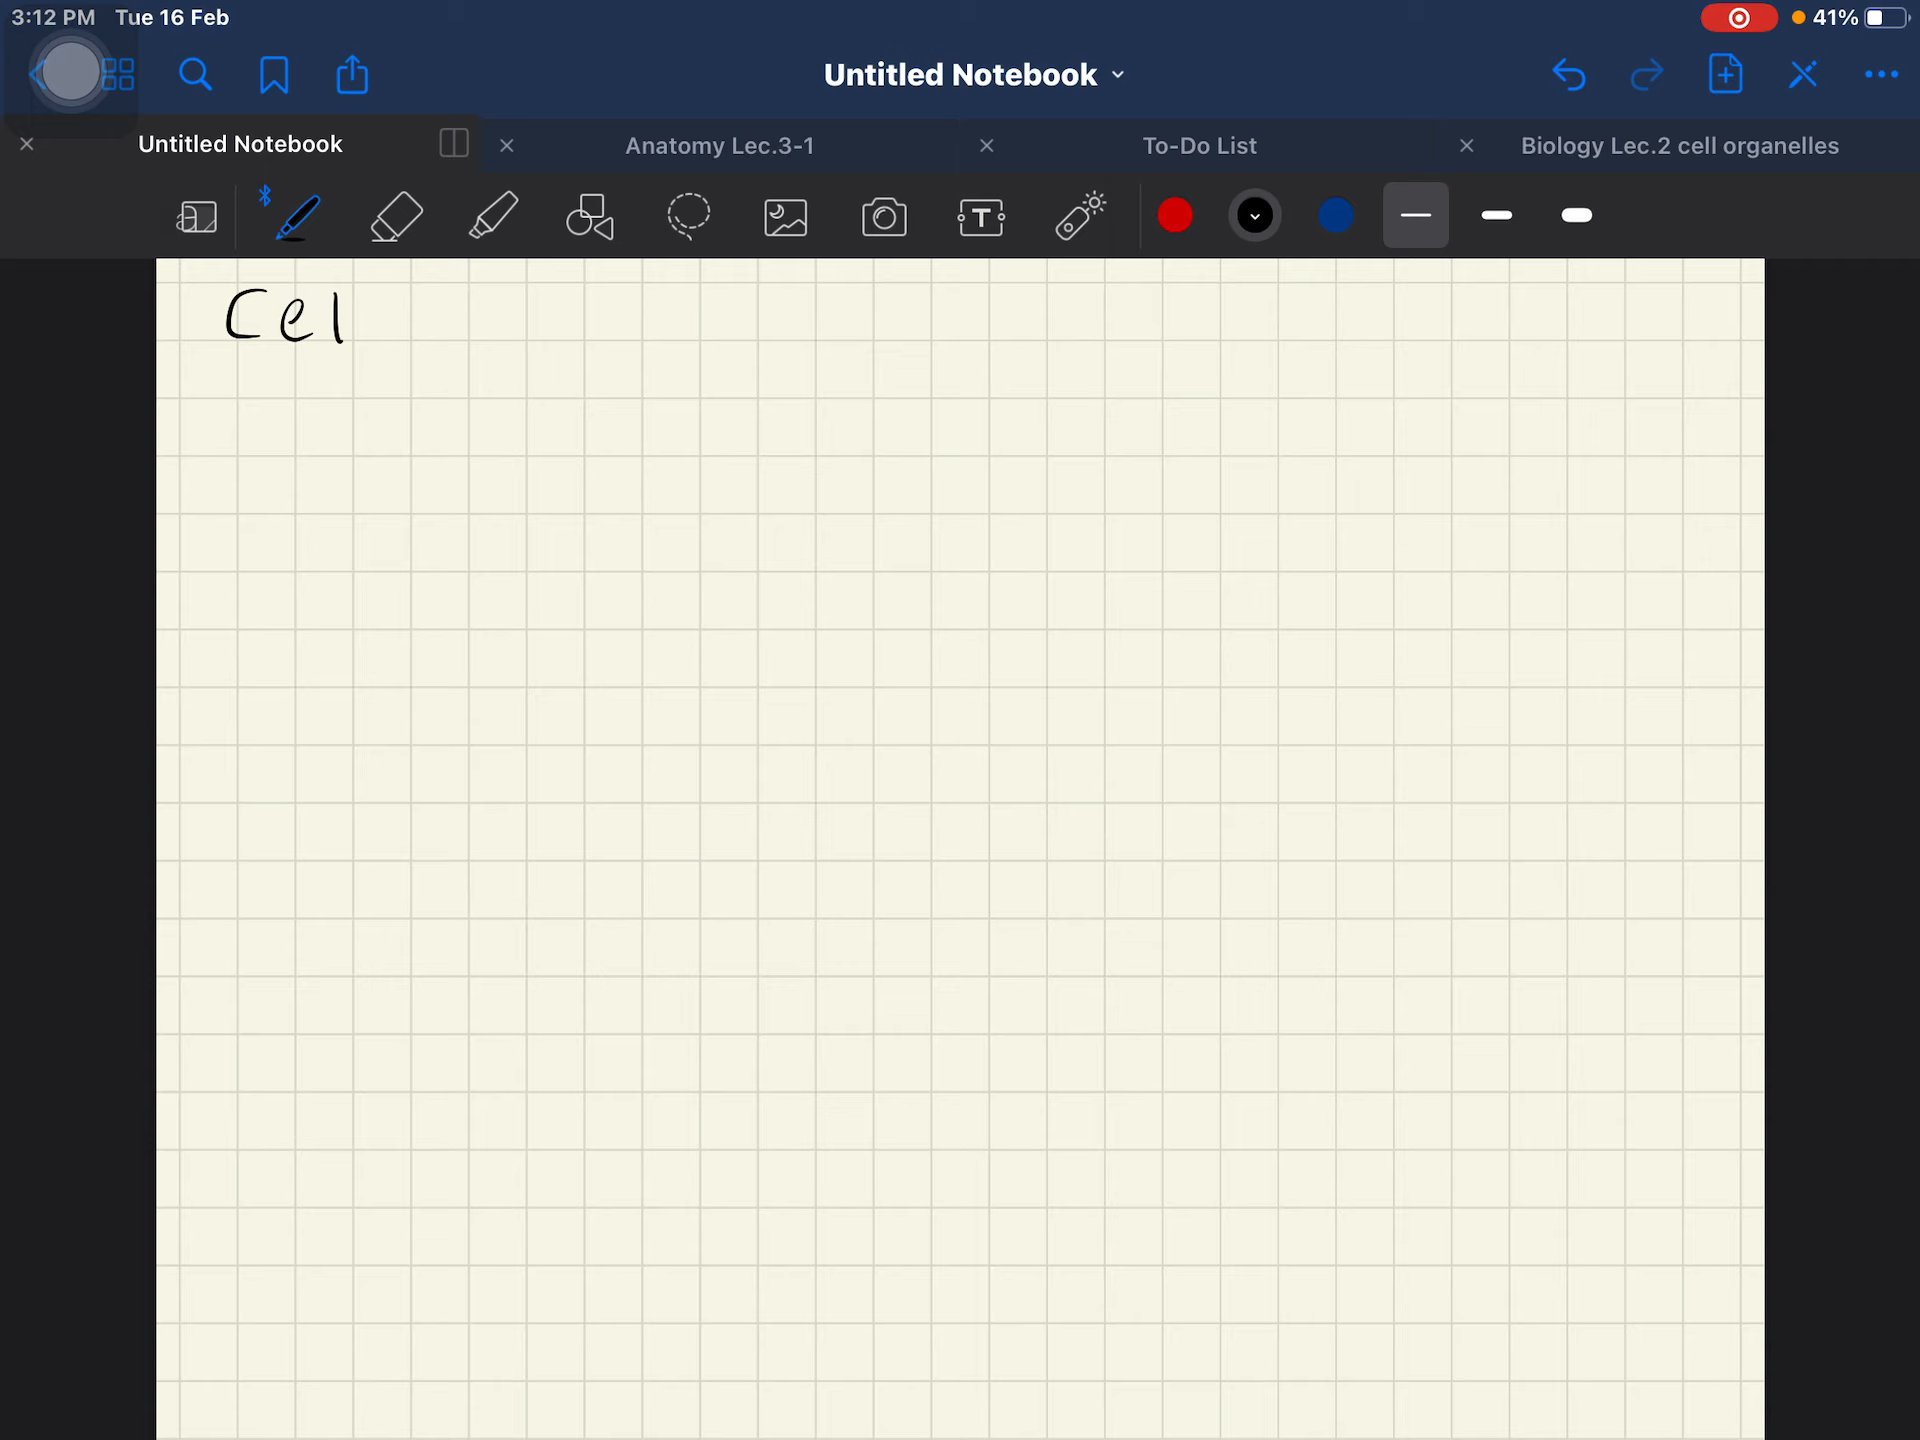 3:12 PM Tue 16 Feb 41%
Untitled Notebook
Untitled Notebook Anatomy Lec.3-1 To-Do List Biology Lec.2 cell organelles
Cel